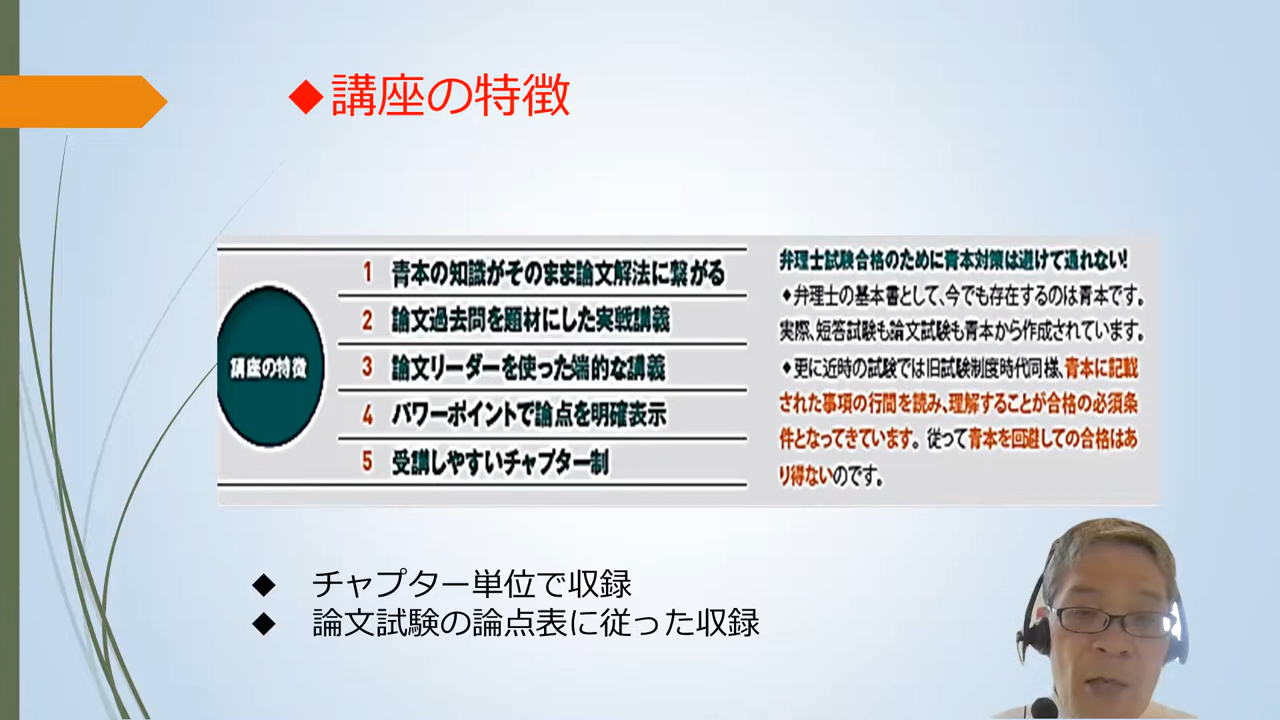 ◆講座の特徴
講座の特徴
1 青本の知識がそのまま論文解法に繋がる
2 論文過去問を題材にした実戦講義
3 論文リーダーを使った端的な講義
4 パワーポイントで論点を明確表示
5 受講しやすいチャプター制
弁理士試験合格のために青本対策は避けて通れない!
◆弁理士の基本書として、今でも存在するのは青本です。
実際、短答試験も論文試験も青本から作成されています。
◆更に近時の試験では旧試験制度時代同様、青本に記載
された事項の行間を読み、理解することが合格の必須条
件となってきています。従って青本を回避しての合格はあ
り得ないのです。
◆ チャプター単位で収録
◆ 論文試験の論点表に従った収録